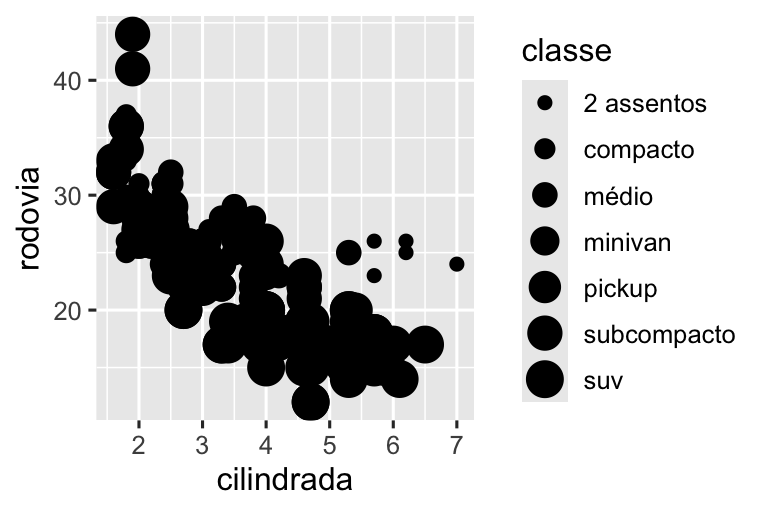 classe
2 assentos
compacto
médio
minivan
pickup
subcompacto
suv
rodovia
40
30
20
2 3 4 5 6 7
cilindrada